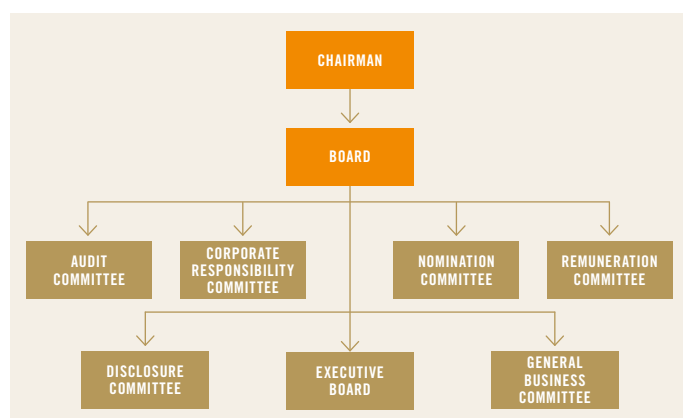 CHAIRMAN
BOARD
AUDIT
COMMITTEE
CORPORATE
RESPONSIBILITY
COMMITTEE
NOMINATION
COMMITTEE
REMUNERATION
COMMITTEE
DISCLOSURE
COMMITTEE
EXECUTIVE
BOARD
GENERAL
BUSINESS
COMMITTEE